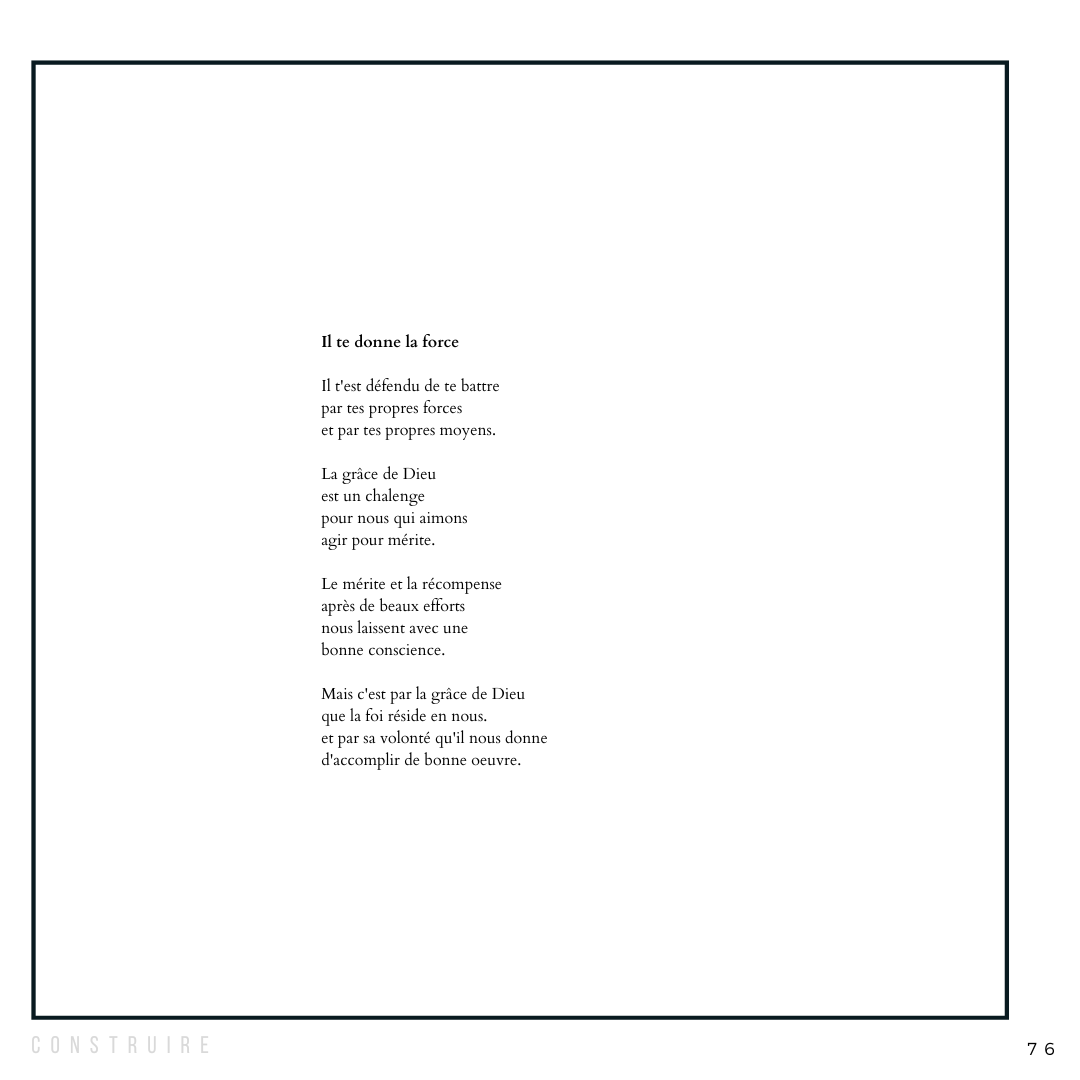 Il te donne la force
Il t'est défendu de te battre
par tes propres forces
et par tes propres moyens.
La grâce de Dieu
est un chalenge
pour nous qui aimons
agir pour mérite.
Le mérite et la récompense
après de beaux efforts
nous laissent avec une
bonne conscience.
Mais c'est par la grâce de Dieu
que la foi réside en nous.
et par sa volonté qu'il nous donne
d'accomplir de bonne oeuvre.
CONSTRUIRE
76